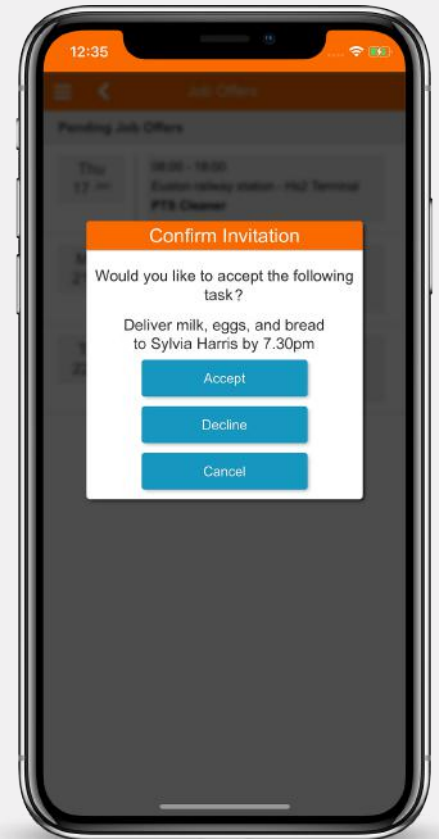 12:35
Job Offers
Pending Job Offers
Thu
17
08:00 - 18:00
Euston railway station - Hs2 Terminal
PTS Cleaner
Confirm Invitation
Would you like to accept the following
task?
Deliver milk, eggs, and bread
to Sylvia Harris by 7.30pm
Accept
Decline
Cancel